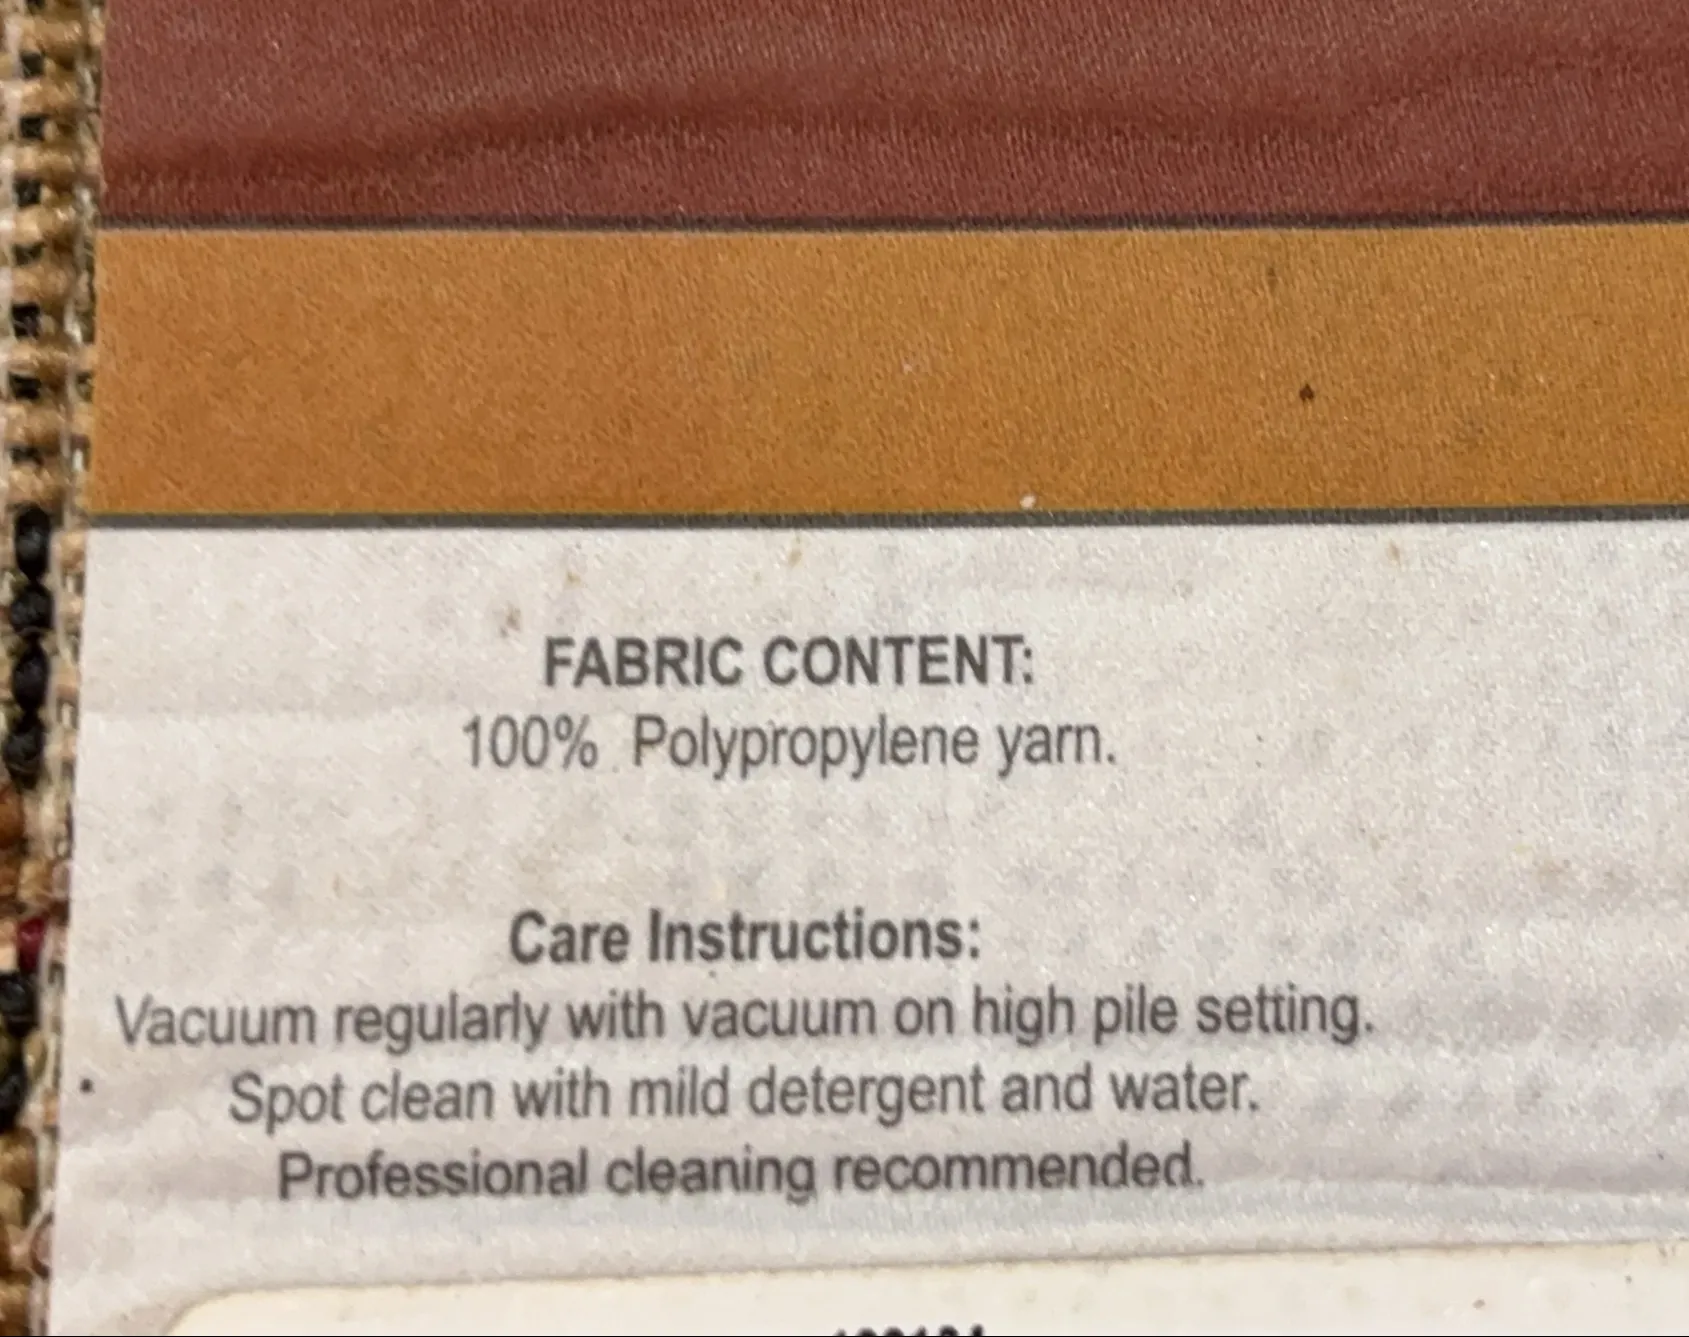 FABRIC CONTENT:
100% Polypropylene yarn.
Care Instructions:
Vacuum regularly with vacuum on high pile setting.
Spot clean with mild detergent and water.
Professional cleaning recommended.